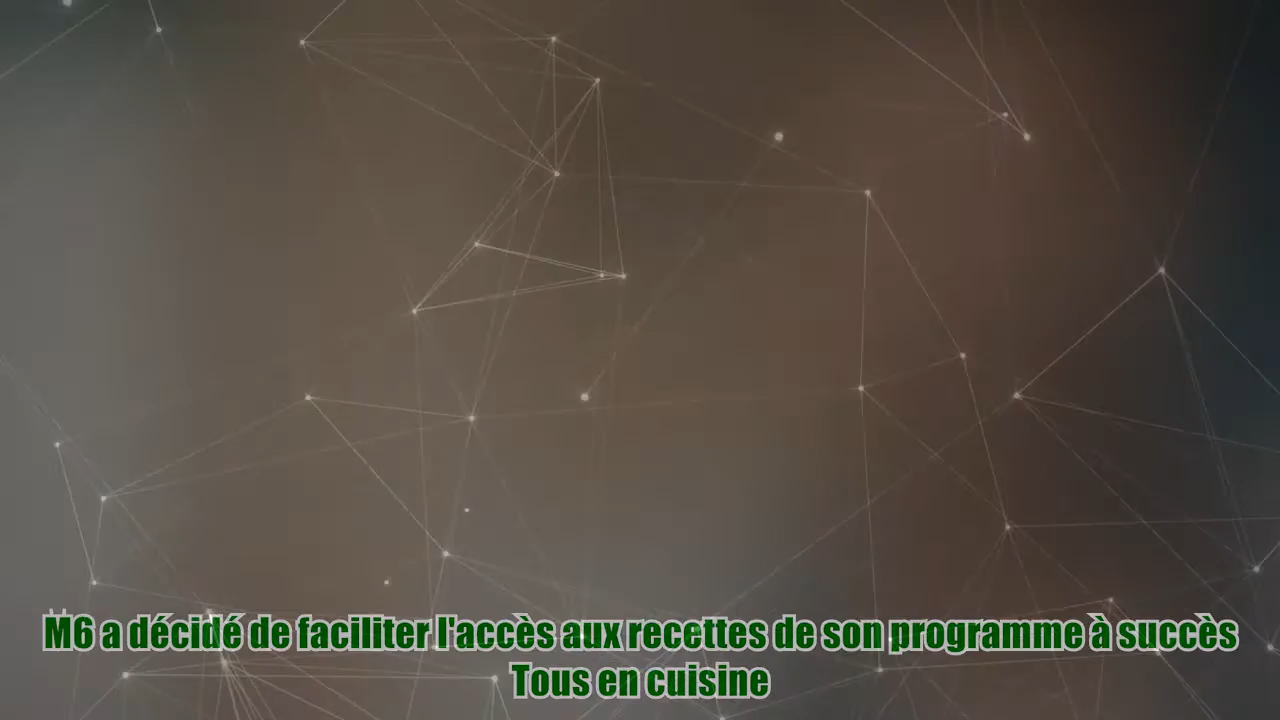 M6 a décidé de faciliter l'accès aux recettes de son programme à succès
Tous en cuisine